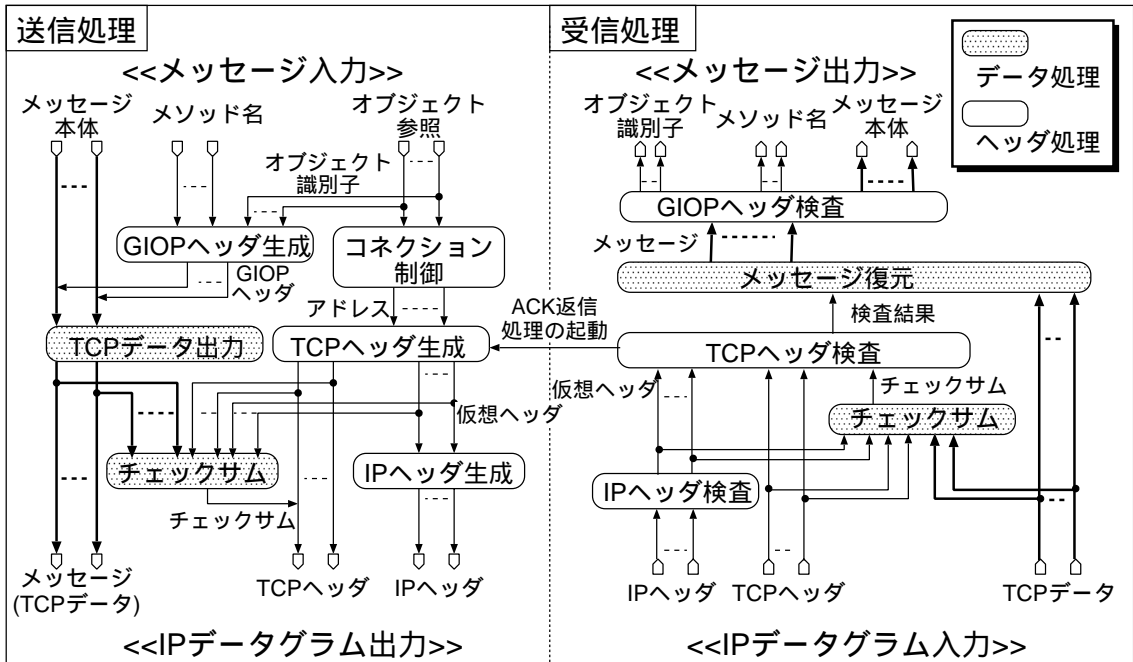 送信処理
<<メッセージ入力>>
メッセージ
本体
メソッド名
オブジェクト
参照
オブジェクト
識別子
GIOPヘッダ生成
コネクション
制御
GIOP
ヘッダ
アドレス
TCPデータ出力
TCPヘッダ生成
仮想ヘッダ
チェックサム
IPヘッダ生成
チェックサム
メッセージ
(TCPデータ)
TCPヘッダ
IPヘッダ
<<IPデータグラム出力>>
ACK返信
処理の起動
受信処理
<<メッセージ出力>>
データ処理
ヘッダ処理
オブジェクト
識別子
メソッド名
メッセージ
本体
GIOPヘッダ検査
メッセージ
メッセージ復元
検査結果
TCPヘッダ検査
仮想ヘッダ
チェックサム
チェックサム
IPヘッダ検査
IPヘッダ
TCPヘッダ
TCPデータ
<<IPデータグラム入力>>